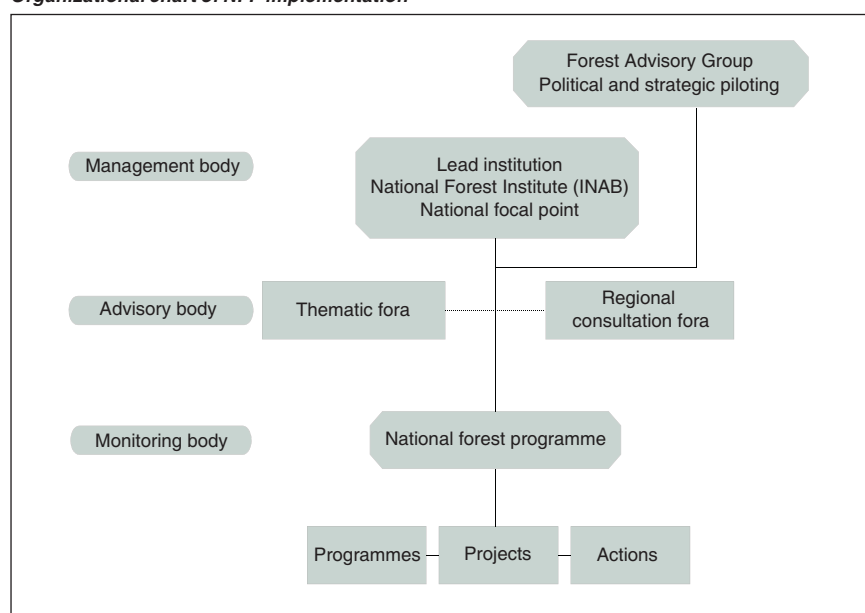 Organizational chart of NFP implementation
Forest Advisory Group
Political and strategic piloting
Management body
Lead institution
National Forest Institute (INAB)
National focal point
Advisory body
Thematic fora
Regional
consultation fora
Monitoring body
National forest programme
Programmes
Projects
Actions